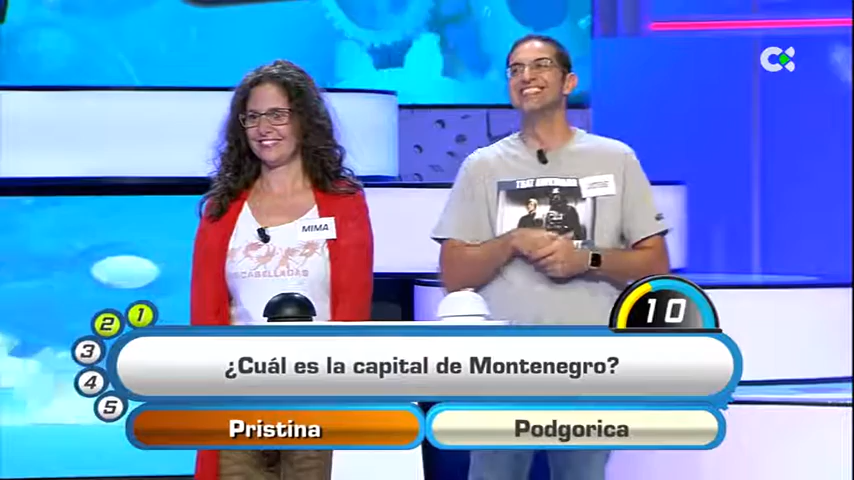 MIMA
CABELLADAS
10
1
2
3
4
5
¿Cuál es la capital de Montenegro?
Pristina
Podgorica